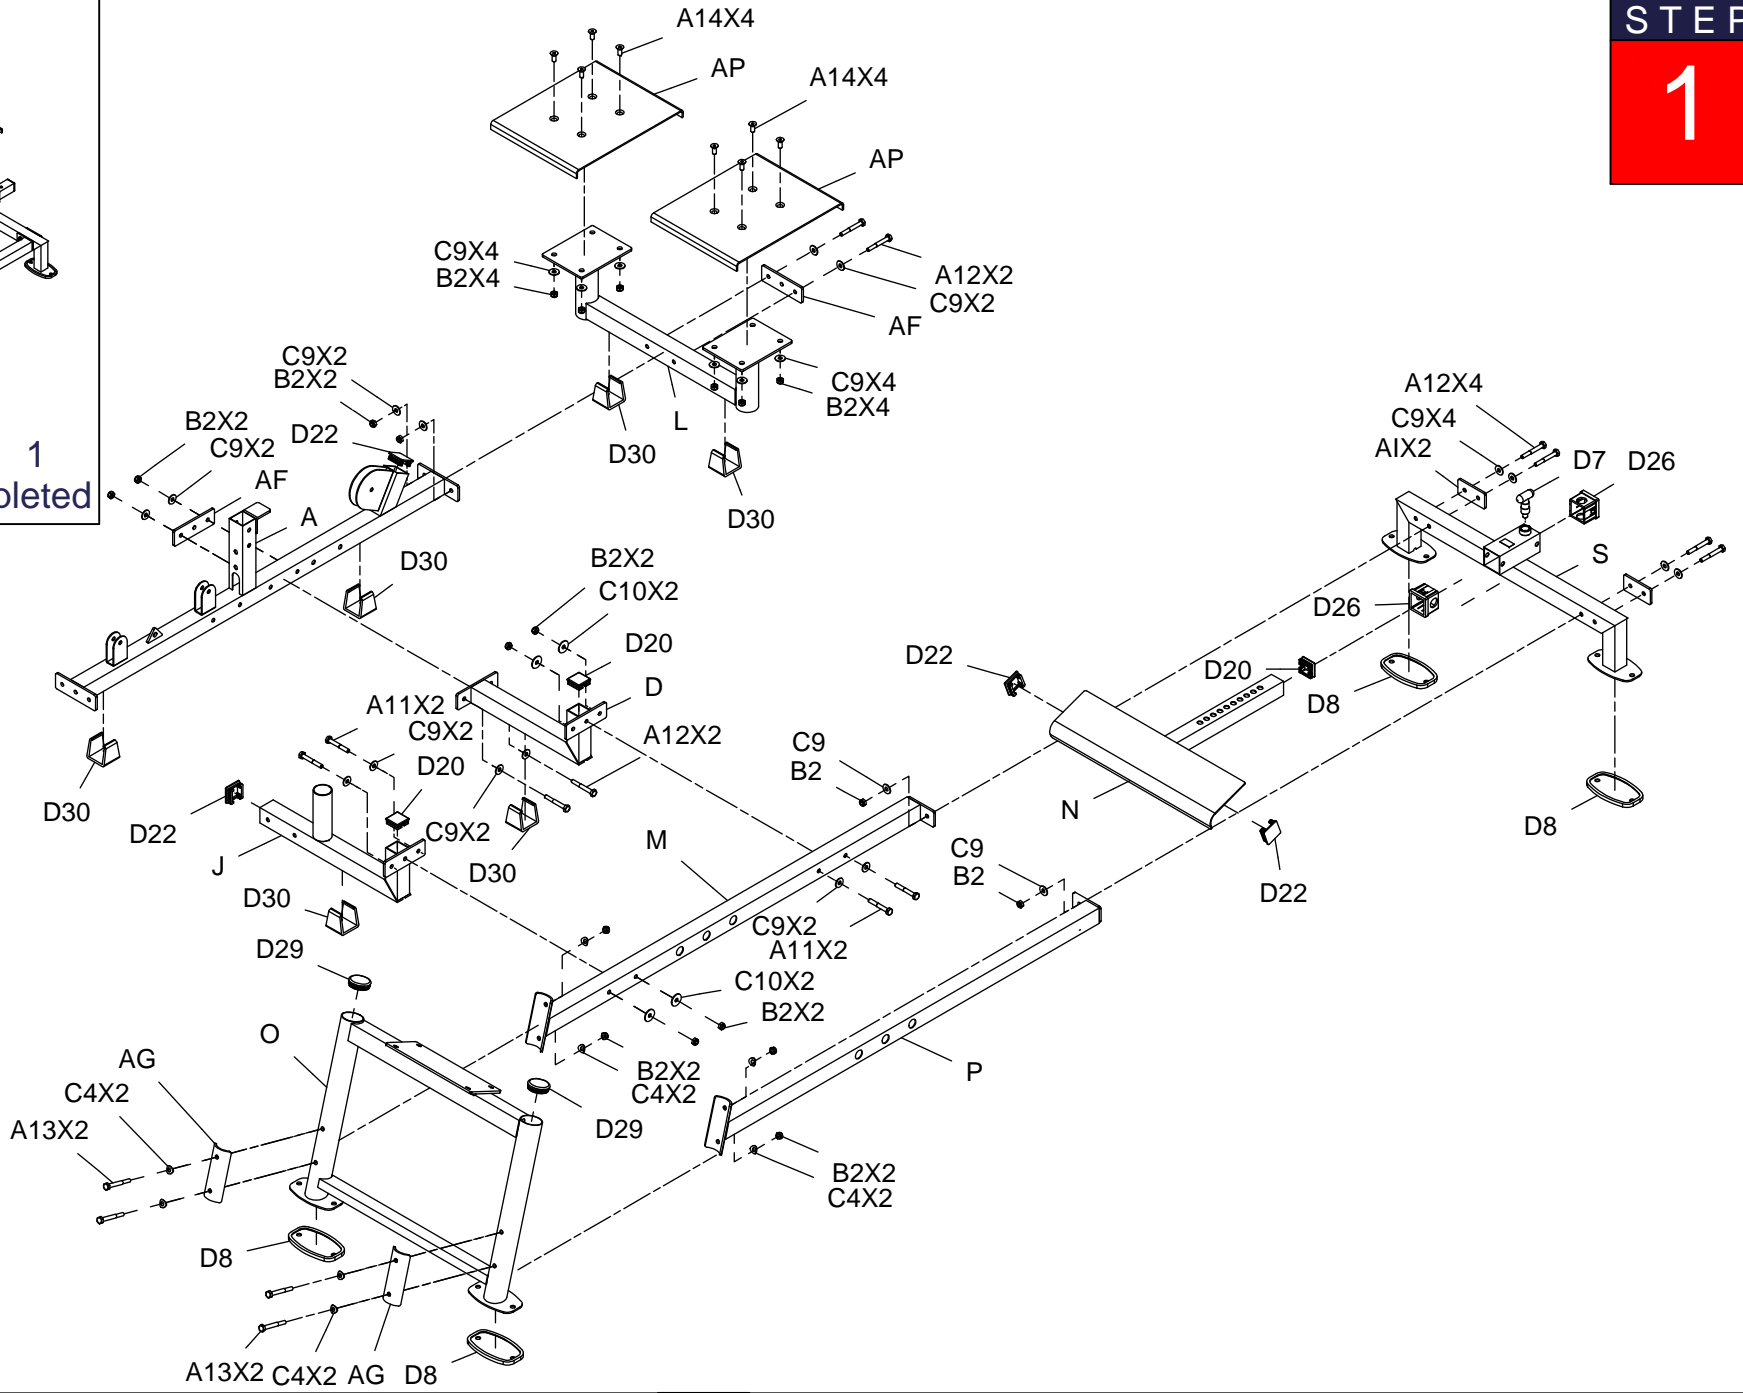 STEP
1
A14X4
AP
A14X4
AP
C9X4
B2X4
A12X2
C9X2
AF
C9X2
B2X2
C9X4
B2X4
A12X4
B2X2
D22
L
C9X4
C9X2
D30
AIX2
D7
D26
1
AF
pleted
A
D30
D30
B2X2
S
C10X2
D26
D20
D22
D20
A11X2
D
D8
C9X2
A12X2
D20
C9
B2
D30
N
D22
C9X2
M
D8
J
D30
C9
B2
D30
D22
C9X2
A11X2
D29
C10X2
B2X2
O
AG
B2X2
C4X2
P
C4X2
A13X2
D29
B2X2
C4X2
D8
A13X2
C4X2
AG
D8